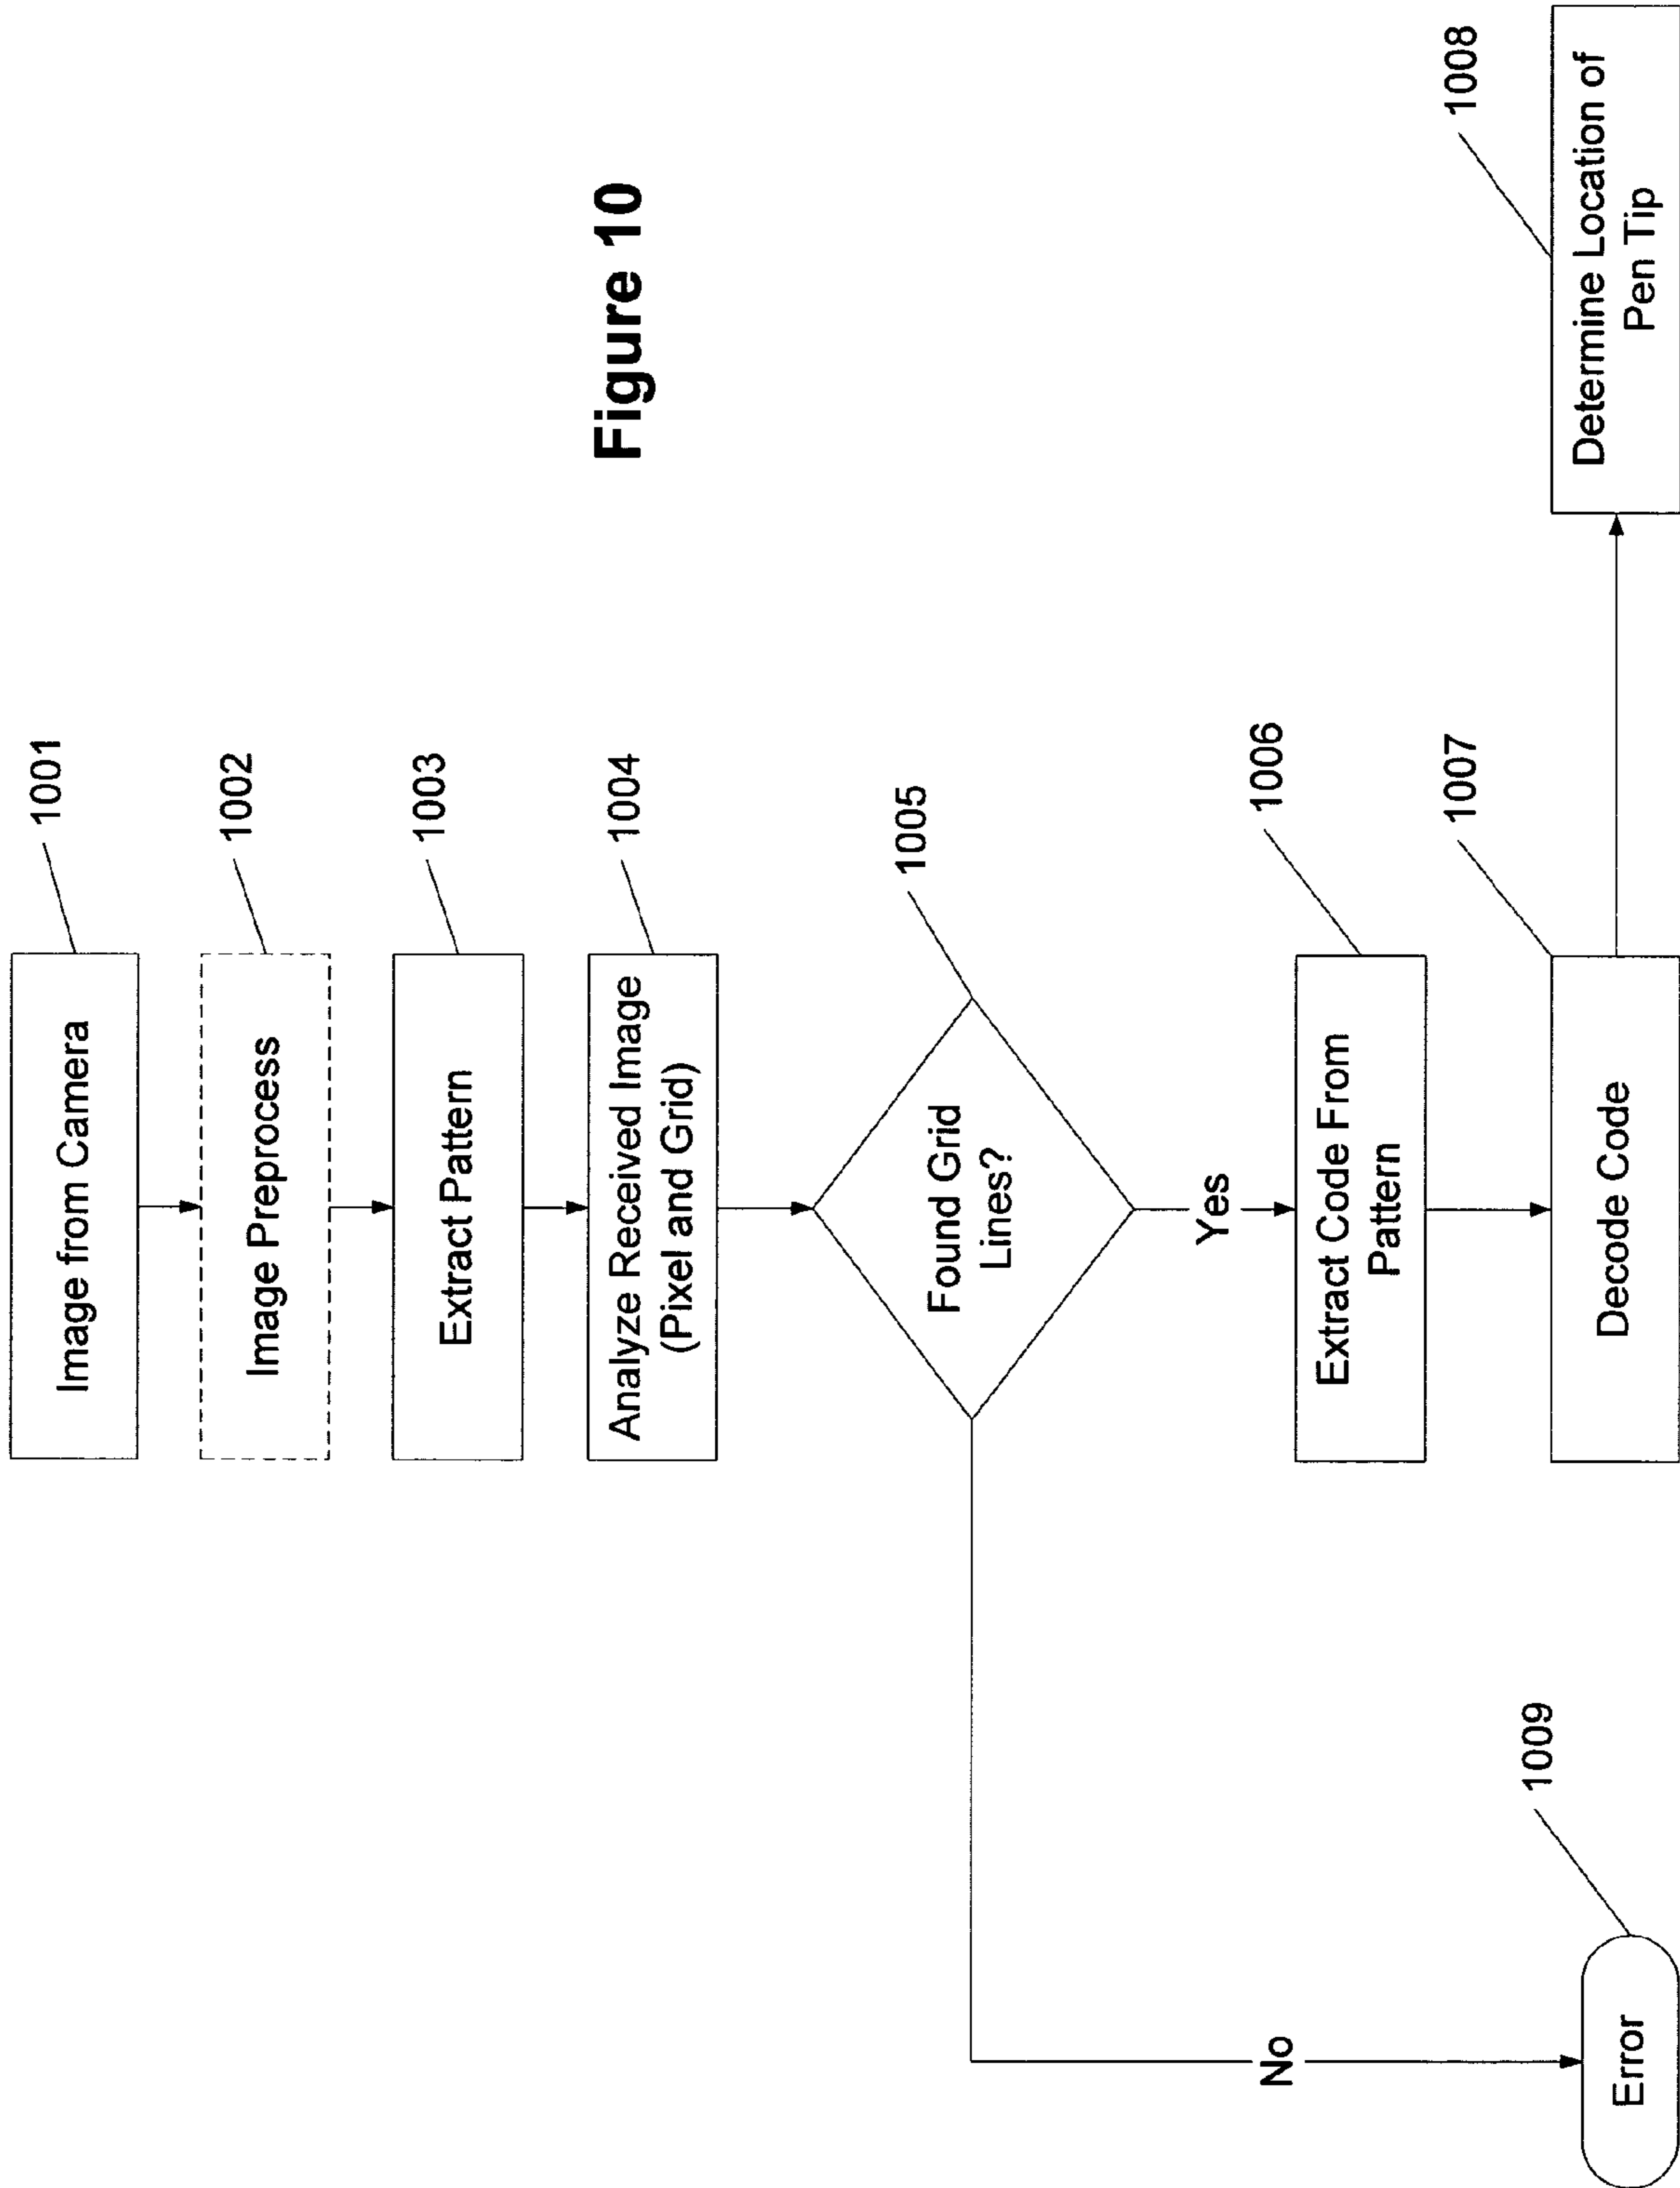 Image from Camera
1001
Image Preprocess
1002
Extract Pattern
1003
Analyze Received Image
(Pixel and Grid)
1004
Found Grid
Lines?
1005
Yes
No
Extract Code From
Pattern
1006
Decode Code
1007
Determine Location of
Pen Tip
1008
Error
1009
Figure 10